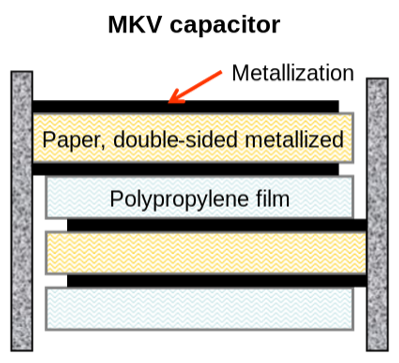 MKV capacitor
Metallization
Paper, double-sided metallized
Polypropylene film